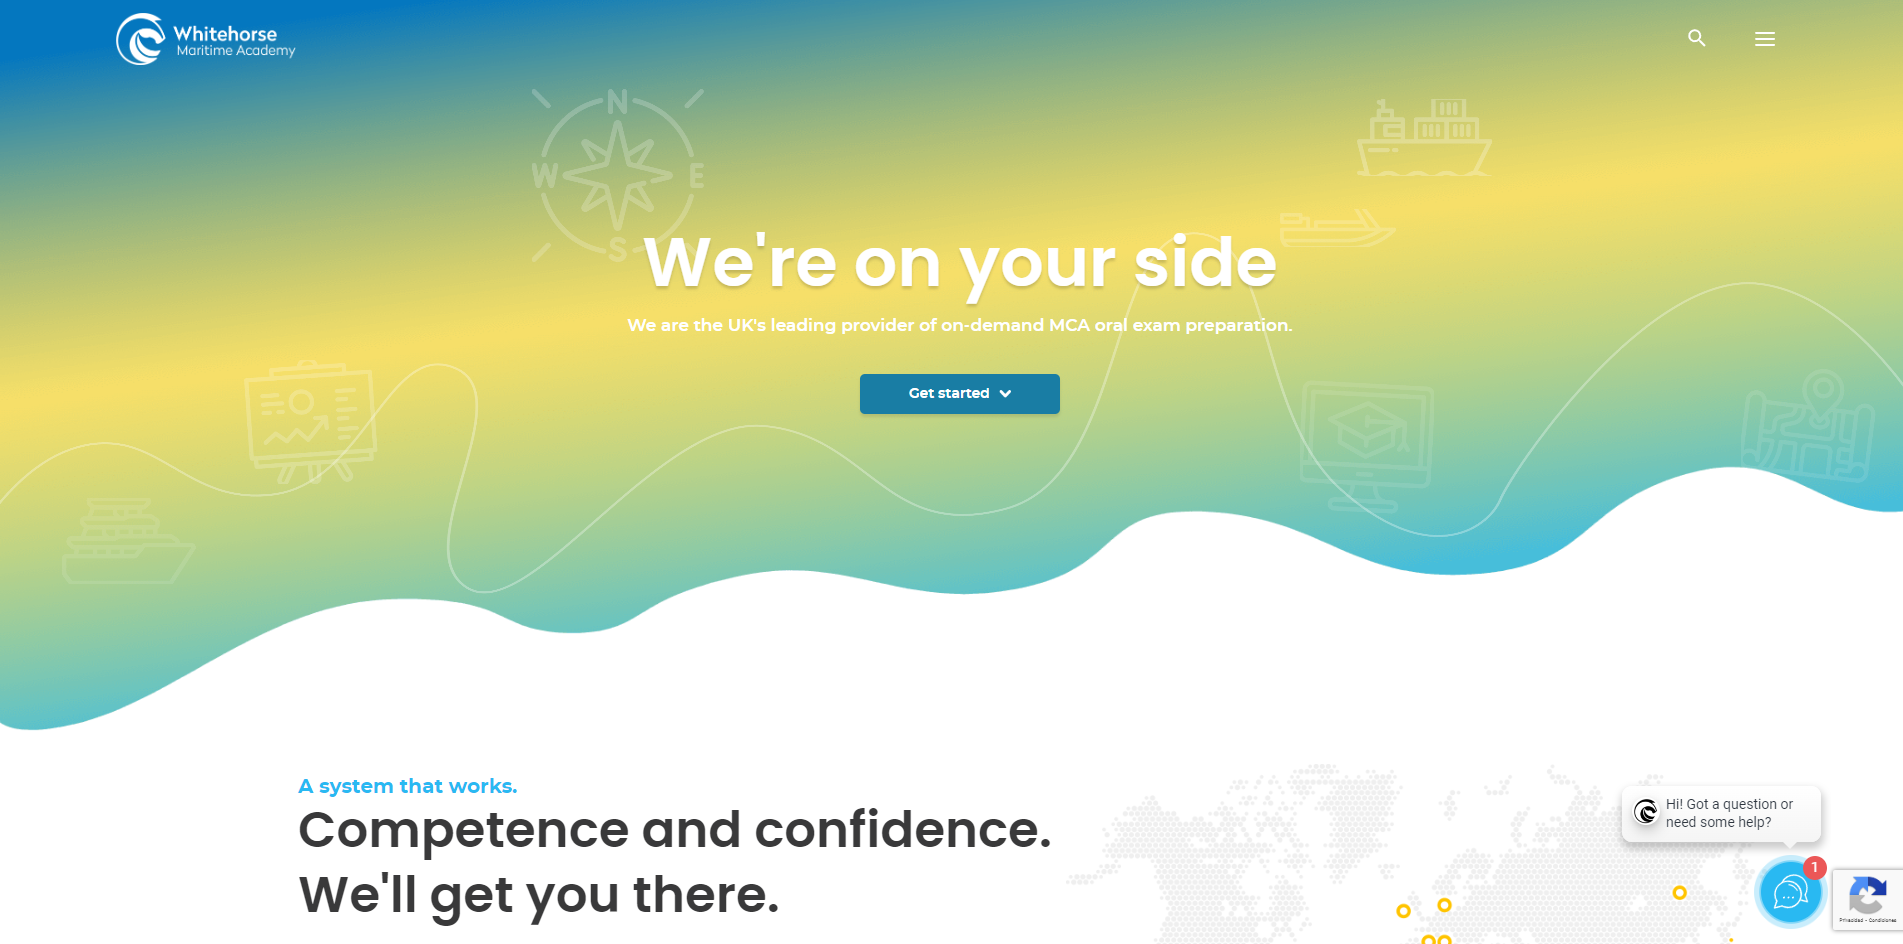 Whitehorse
Maritime Academy
N
W E
S
We're on your side
We are the UK's leading provider of on-demand MCA oral exam preparation.
Get started
A system that works.
Competence and confidence.
We'll get you there.
Hi! Got a question or
need some help?
1
Privacidad - Condiciones